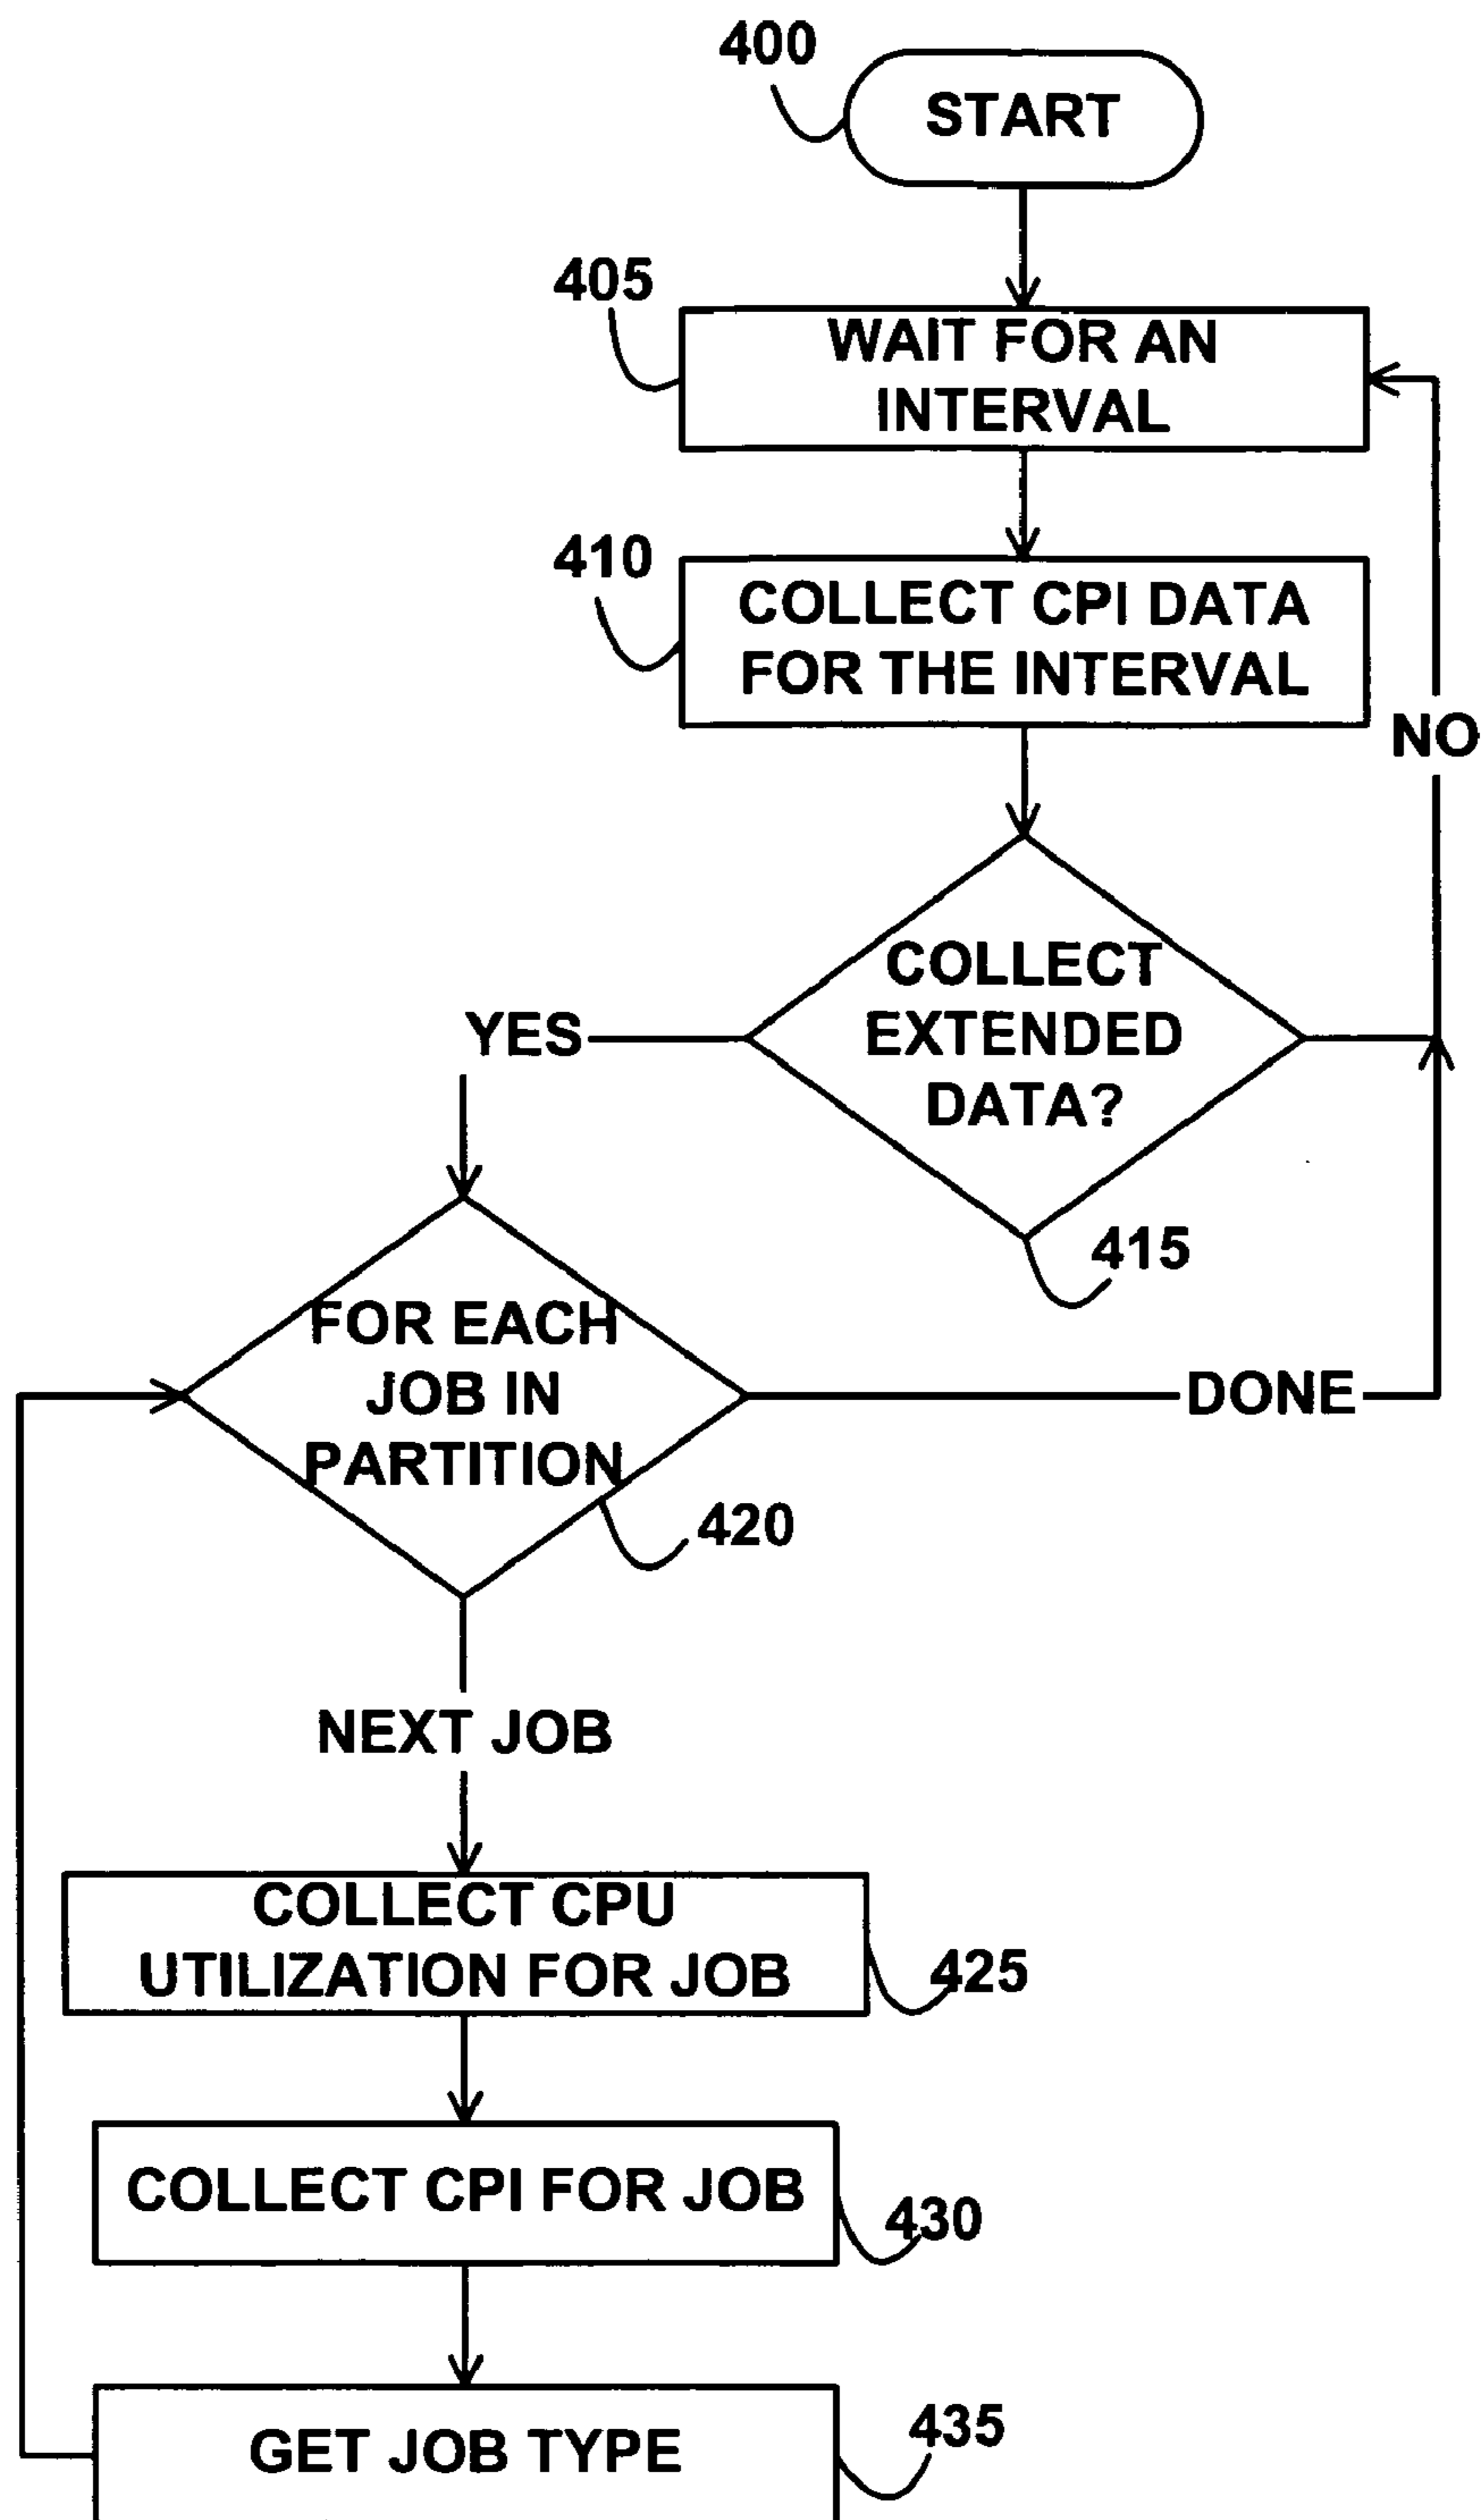 400
START
405
WAIT FOR AN
INTERVAL
410
COLLECT CPI DATA
FOR THE INTERVAL
NO
COLLECT
EXTENDED
DATA?
YES
415
FOR EACH
JOB IN
PARTITION
DONE
420
NEXT JOB
COLLECT CPU
UTILIZATION FOR JOB
425
COLLECT CPI FOR JOB
430
GET JOB TYPE
435